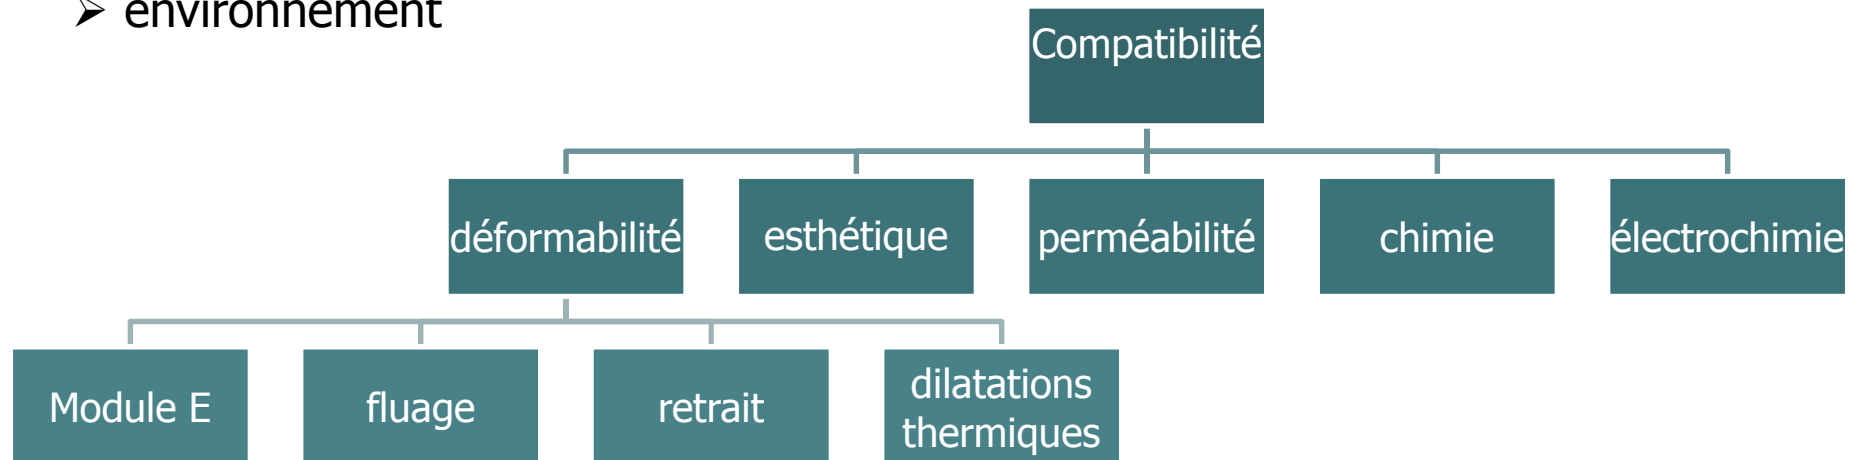 ➢ environnement
Compatibilité
déformabilité
esthétique
perméabilité
chimie
électrochimie
Module E
fluage
retrait
dilatations
thermiques